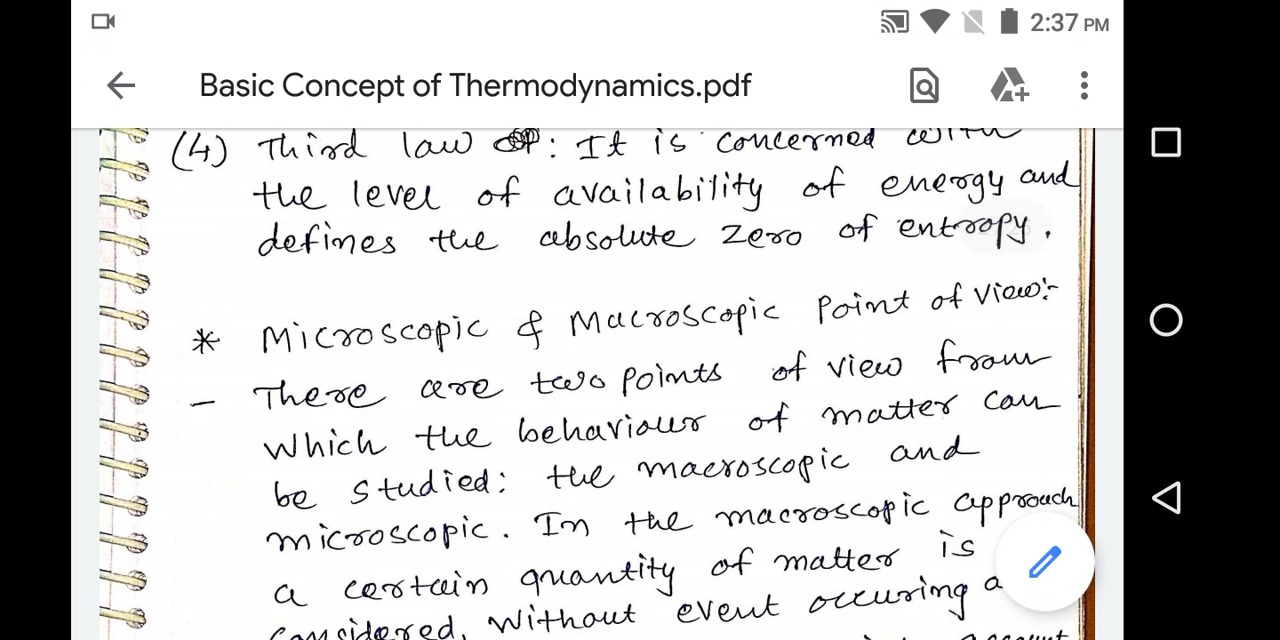 2:37 PM
Basic Concept of Thermodynamics.pdf
(4) Third law : It is concerned with
the level of availability of energy and
defines the absolute zero of entropy.
* Microscopic & Macroscopic Point of view:-
- There are two points of view from
which the behaviour of matter can
be studied: the macroscopic and
microscopic. In the macroscopic approach
a certain quantity of matter is
considered, without event occuring a
account